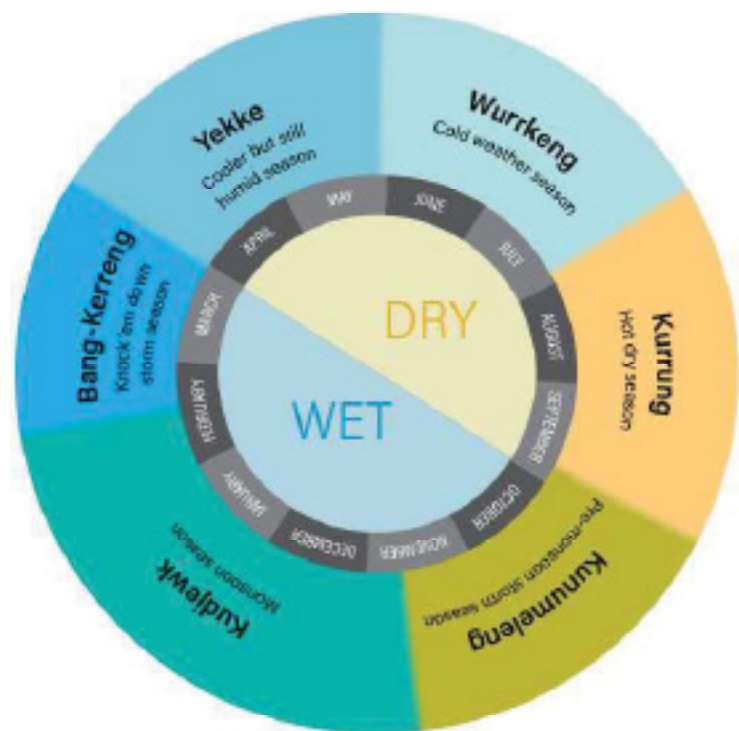 Yekke
Cooler but still
humid season
Wurrkeng
Cold weather season
Kurrung
Hot dry season
Kunumeleng
Pre-monsoon storm season
Kudjewk
Monsoon season
Bang-Kerreng
Knock 'em down
storm season
MAY
JUNE
JULY
AUGUST
SEPTEMBER
OCTOBER
NOVEMBER
DECEMBER
JANUARY
FEBRUARY
MARCH
APRIL
DRY
WET